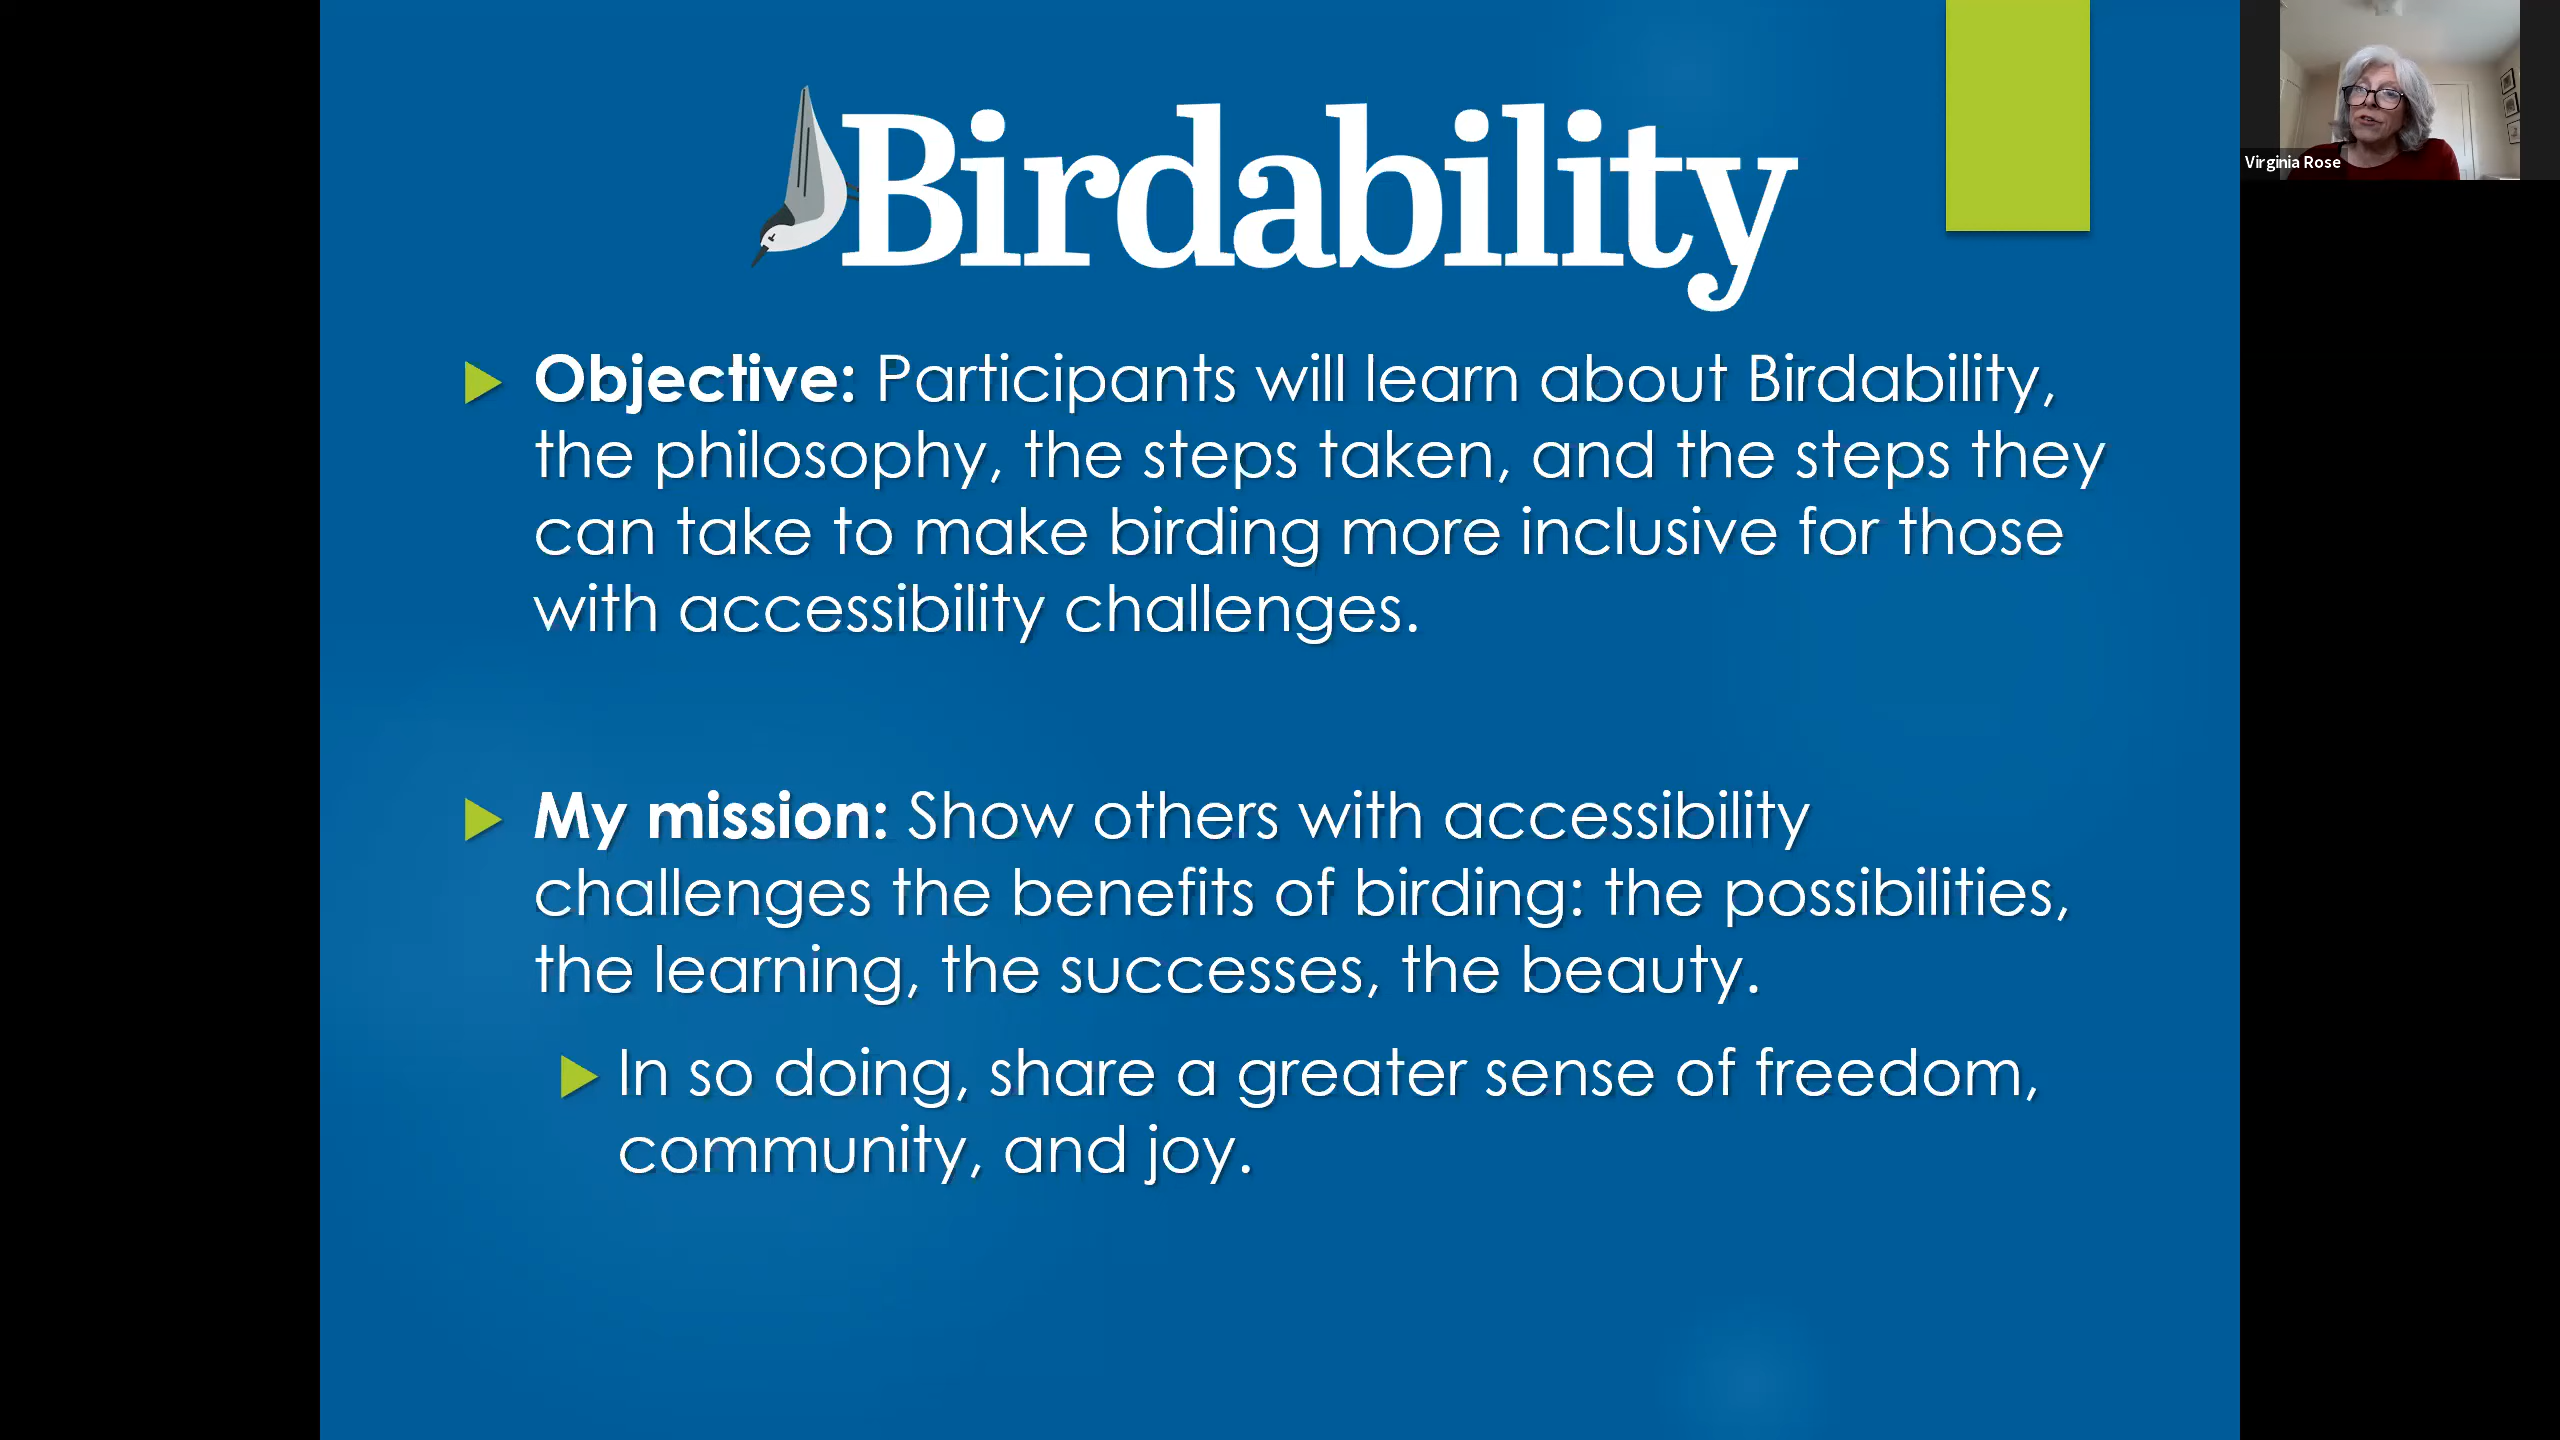 Birdability
Virginia Rose
Objective: Participants will learn about Birdability,
the philosophy, the steps taken, and the steps they
can take to make birding more inclusive for those
with accessibility challenges.
My mission: Show others with accessibility
challenges the benefits of birding: the possibilities,
the learning, the successes, the beauty.
In so doing, share a greater sense of freedom,
community, and joy.